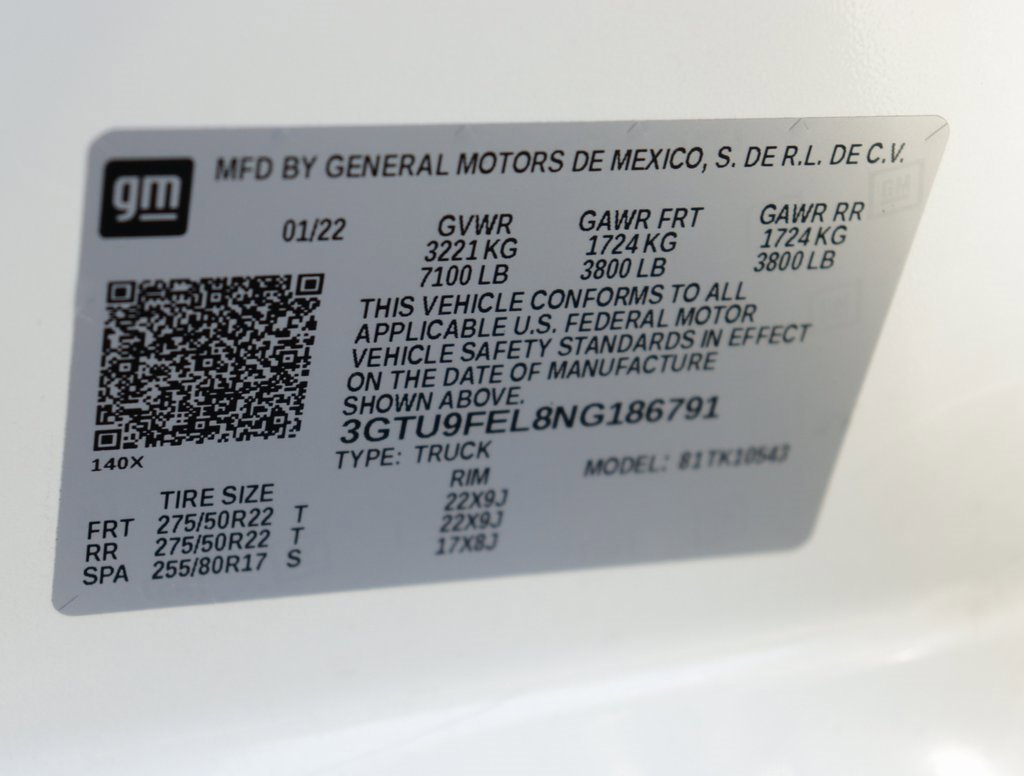 gm
MFD BY GENERAL MOTORS DE MEXICO, S. DE R.L. DE C.V.
01/22 GVWR GAWR FRT GAWR RR
3221 KG 1724 KG 1724 KG
7100 LB 3800 LB 3800 LB
THIS VEHICLE CONFORMS TO ALL
APPLICABLE U.S. FEDERAL MOTOR
VEHICLE SAFETY STANDARDS IN EFFECT
ON THE DATE OF MANUFACTURE
SHOWN ABOVE.
3GTU9FEL8NG186791
140X
TYPE: TRUCK MODEL: 81TK10543
TIRE SIZE RIM
FRT 275/50R22 T 22X9J
RR 275/50R22 T 22X9J
SPA 255/80R17 S 17X8J